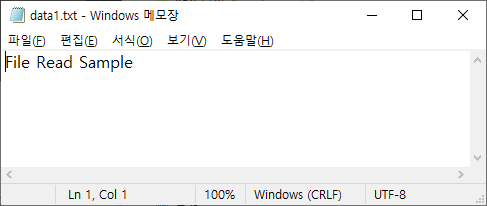 data1.txt - Windows 메모장
파일(F) 편집(E) 서식(O) 보기(V) 도움말(H)
File Read Sample
Ln 1, Col 1 100% Windows (CRLF) UTF-8